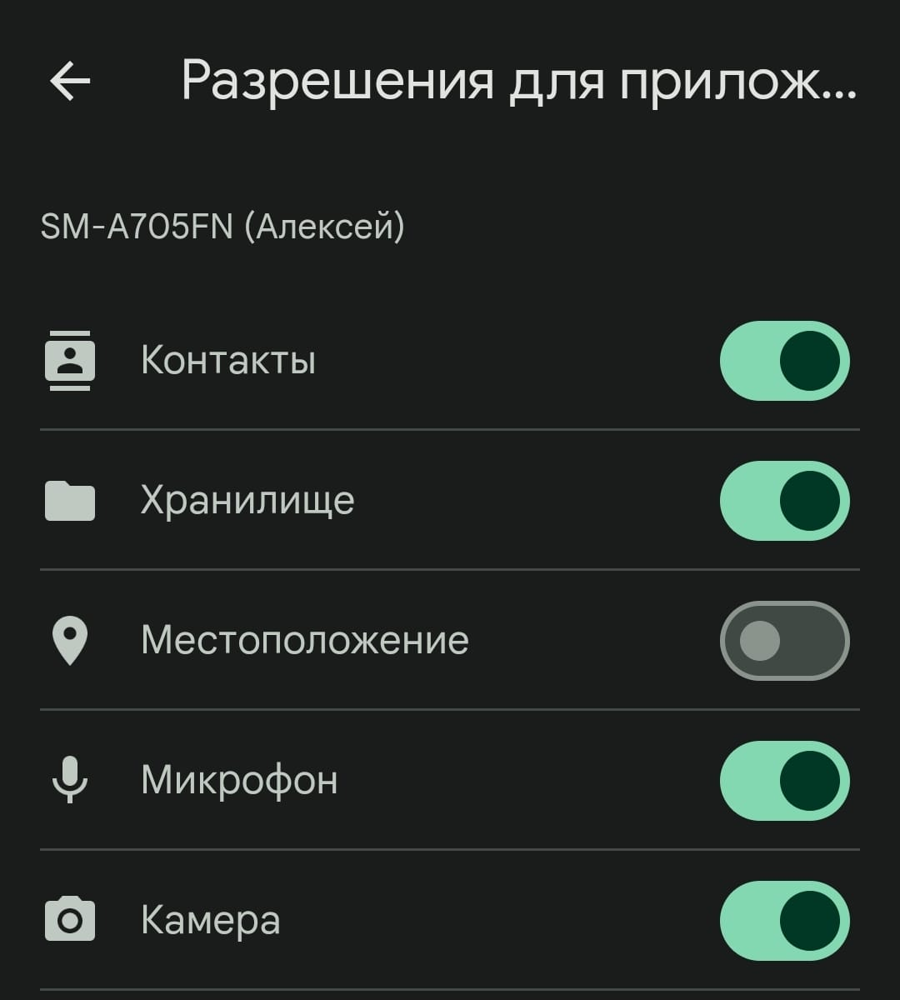 Разрешения для прилож...
SM-A705FN (Алексей)
Контакты
Хранилище
Местоположение
Микрофон
Камера